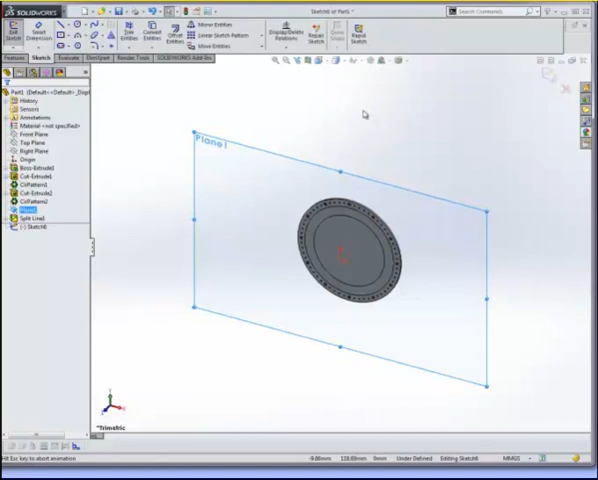 SOLIDWORKS
Sketch6 of Part1 *
Search Commands
Exit Sketch
Smart Dimension
Trim Entities
Convert Entities
Offset Entities
Mirror Entities
Linear Sketch Pattern
Move Entities
Display/Delete Relations
Repair Sketch
Rapid Sketch
Features Sketch Evaluate DimXpert Render Tools SOLIDWORKS Add-Ins
Part1 (Default<<Default>_Displ
History
Sensors
Annotations
Material <not specified>
Front Plane
Top Plane
Right Plane
Origin
Boss-Extrude1
Cut-Extrude1
CirPattern1
Cut-Extrude2
CirPattern2
Plane1
Split Line1
(-) Sketch6
Plane1
*Trimetric
Hit Esc key to abort animation
0mm Under Defined Editing Sketch6 MMGS